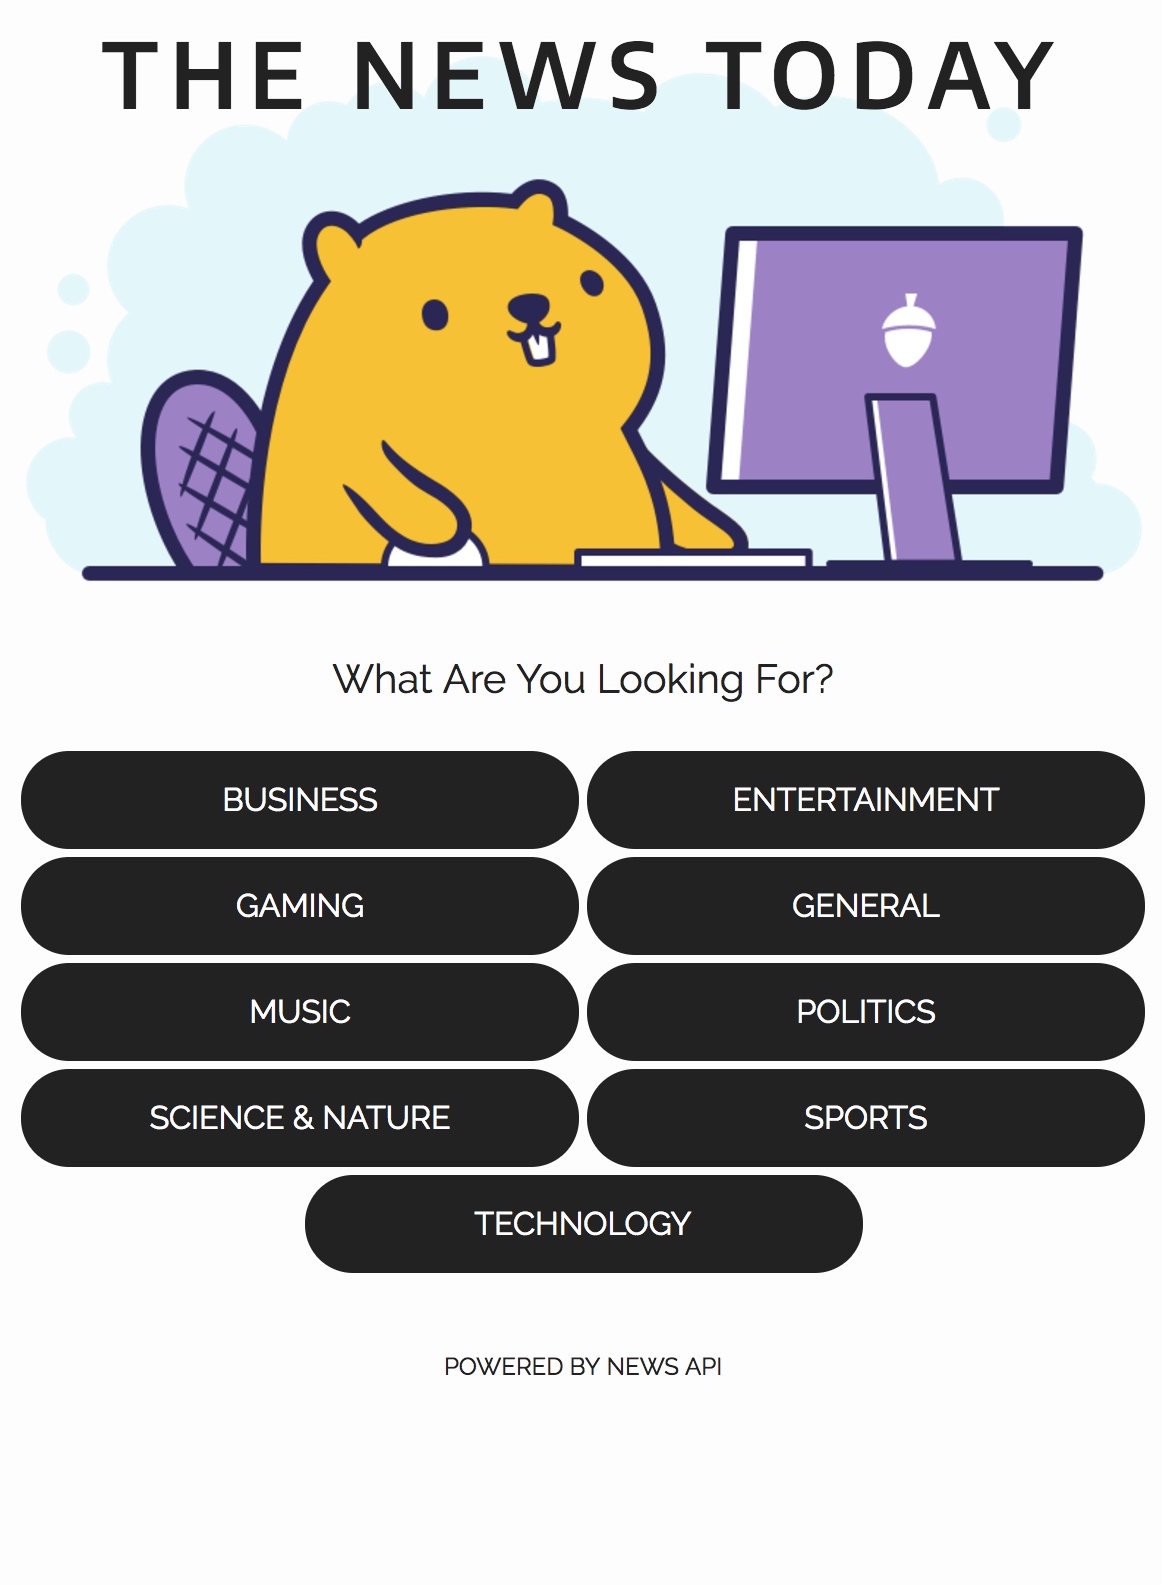 THE NEWS TODAY
What Are You Looking For?
BUSINESS
ENTERTAINMENT
GAMING
GENERAL
MUSIC
POLITICS
SCIENCE & NATURE
SPORTS
TECHNOLOGY
POWERED BY NEWS API